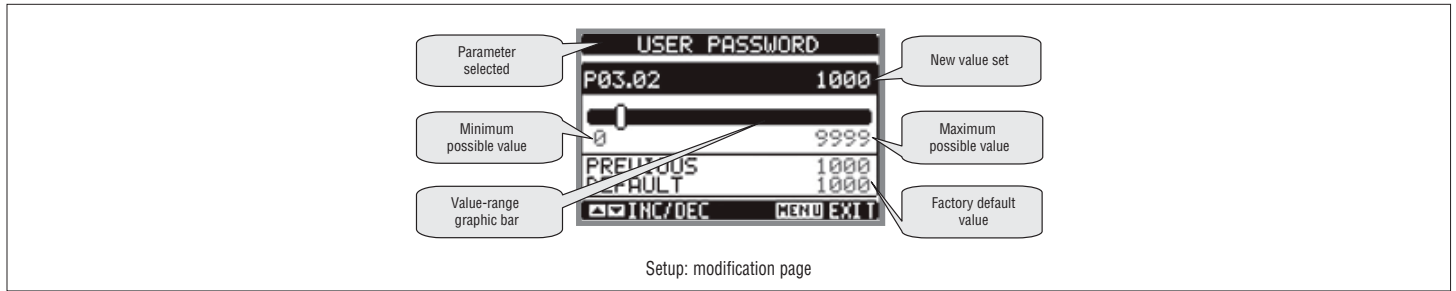 Parameter
selected
USER PASSWORD
New value set
P03.02 1000
Minimum
possible value
0 9999
Maximum
possible value
PREVIOUS 1000
DEFAULT 1000
Value-range
graphic bar
Factory default
value
INC/DEC MENU EXIT
Setup: modification page